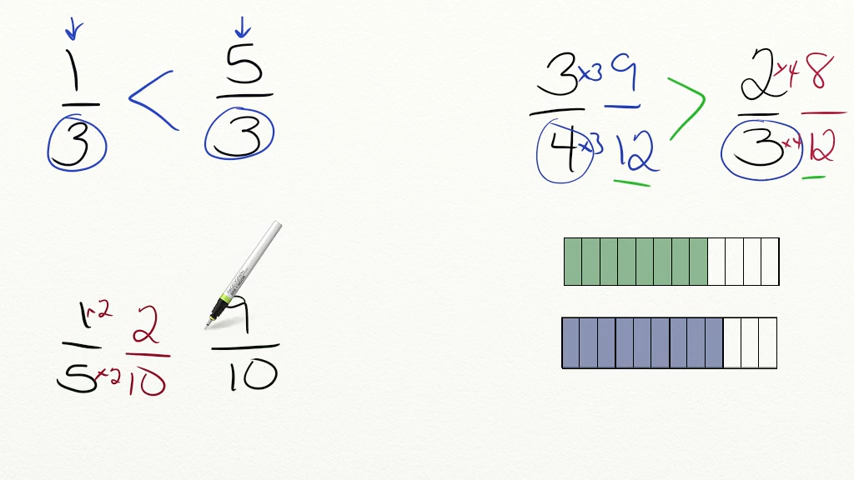 1/3 < 5/3
3/4 ×3 ×3 9/12 > 2/3 ×4 ×4 8/12
1/5 ×2 ×2 2/10 /10